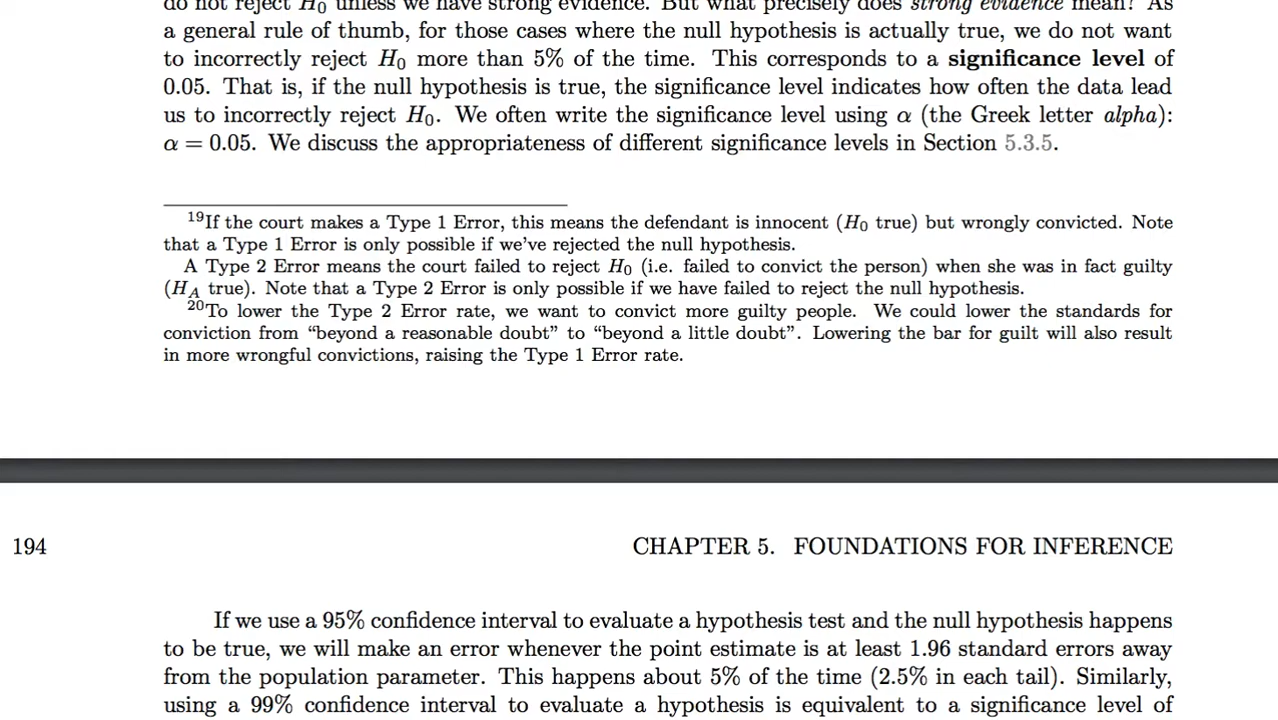 do not reject H0 unless we have strong evidence. But what precisely does strong evidence mean? As
a general rule of thumb, for those cases where the null hypothesis is actually true, we do not want
to incorrectly reject H0 more than 5% of the time. This corresponds to a significance level of
0.05. That is, if the null hypothesis is true, the significance level indicates how often the data lead
us to incorrectly reject H0. We often write the significance level using α (the Greek letter alpha):
α = 0.05. We discuss the appropriateness of different significance levels in Section 5.3.5.
19If the court makes a Type 1 Error, this means the defendant is innocent (H0 true) but wrongly convicted. Note
that a Type 1 Error is only possible if we've rejected the null hypothesis.
A Type 2 Error means the court failed to reject H0 (i.e. failed to convict the person) when she was in fact guilty
(HA true). Note that a Type 2 Error is only possible if we have failed to reject the null hypothesis.
20To lower the Type 2 Error rate, we want to convict more guilty people. We could lower the standards for
conviction from “beyond a reasonable doubt” to “beyond a little doubt”. Lowering the bar for guilt will also result
in more wrongful convictions, raising the Type 1 Error rate.
194 CHAPTER 5. FOUNDATIONS FOR INFERENCE
If we use a 95% confidence interval to evaluate a hypothesis test and the null hypothesis happens
to be true, we will make an error whenever the point estimate is at least 1.96 standard errors away
from the population parameter. This happens about 5% of the time (2.5% in each tail). Similarly,
using a 99% confidence interval to evaluate a hypothesis is equivalent to a significance level of